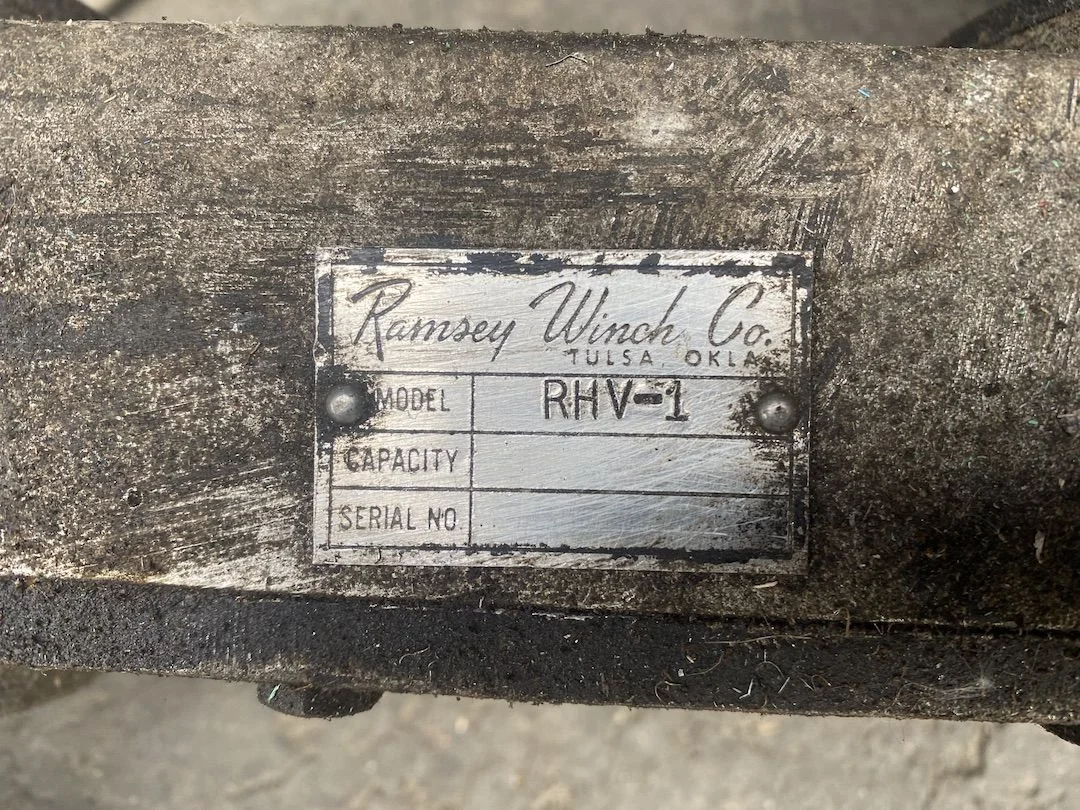 Ramsey Winch Co.
TULSA, OKLA.
MODEL RHV-1
CAPACITY
SERIAL NO.